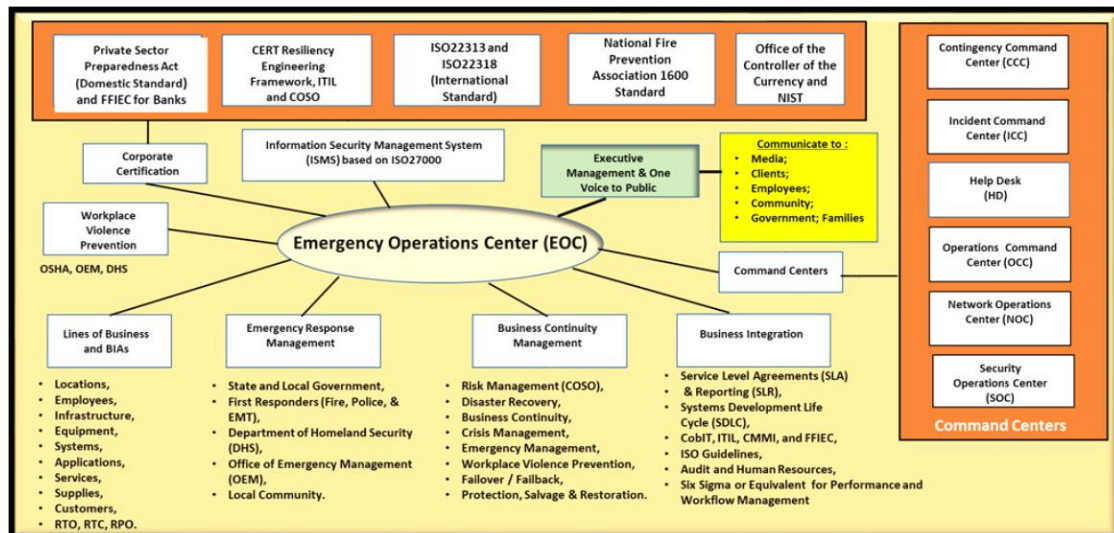 Private Sector
Preparedness Act
(Domestic Standard)
and FFIEC for Banks
CERT Resiliency
Engineering
Framework, ITIL
and COSO
ISO22313 and
ISO22318
(International
Standard)
National Fire
Prevention
Association 1600
Standard
Office of the
Controller of the
Currency and
NIST
Contingency Command
Center (CCC)
Incident Command
Center (ICC)
Help Desk
(HD)
Operations Command
Center (OCC)
Network Operations
Center (NOC)
Security
Operations Center
(SOC)
Command Centers
Corporate
Certification
Information Security Management System
(ISMS) based on ISO27000
Executive
Management & One
Voice to Public
Communicate to :
• Media;
• Clients;
• Employees;
• Community;
• Government; Families
Workplace
Violence
Prevention
OSHA, OEM, DHS
Emergency Operations Center (EOC)
Command Centers
Lines of Business
and BIAs
• Locations,
• Employees,
• Infrastructure,
• Equipment,
• Systems,
• Applications,
• Services,
• Supplies,
• Customers,
• RTO, RTC, RPO.
Emergency Response
Management
• State and Local Government,
• First Responders (Fire, Police, &
EMT),
• Department of Homeland Security
(DHS),
• Office of Emergency Management
(OEM),
• Local Community.
Business Continuity
Management
• Risk Management (COSO),
• Disaster Recovery,
• Business Continuity,
• Crisis Management,
• Emergency Management,
• Workplace Violence Prevention,
• Failover / Failback,
• Protection, Salvage & Restoration.
Business Integration
• Service Level Agreements (SLA)
• & Reporting (SLR),
• Systems Development Life
Cycle (SDLC),
• CobIT, ITIL, CMMI, and FFIEC,
• ISO Guidelines,
• Audit and Human Resources,
• Six Sigma or Equivalent for Performance and
Workflow Management